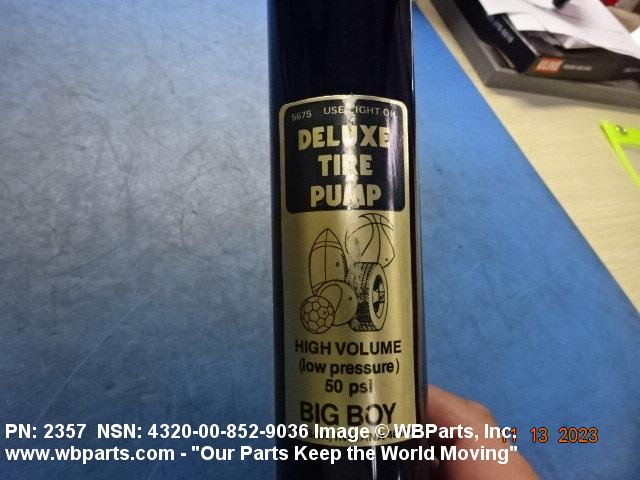 5675 USE LIGHT OIL
DELUXE
TIRE
PUMP
HIGH VOLUME
(low pressure)
50 psi
BIG BOY
PN: 2357 NSN: 4320-00-852-9036 Image © WBParts, Inc,
11 13 2023
www.wbparts.com - "Our Parts Keep the World Moving"